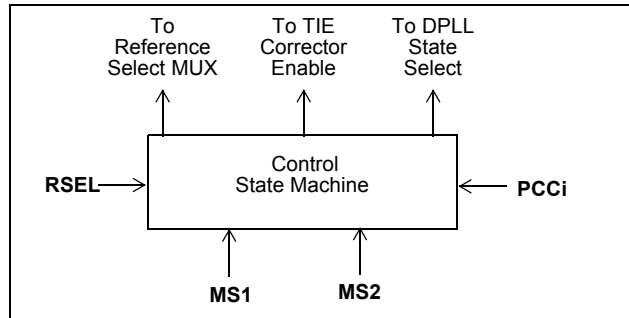 To
Reference
Select MUX
To TIE
Corrector
Enable
To DPLL
State
Select
Control
State Machine
RSEL
PCCi
MS1
MS2